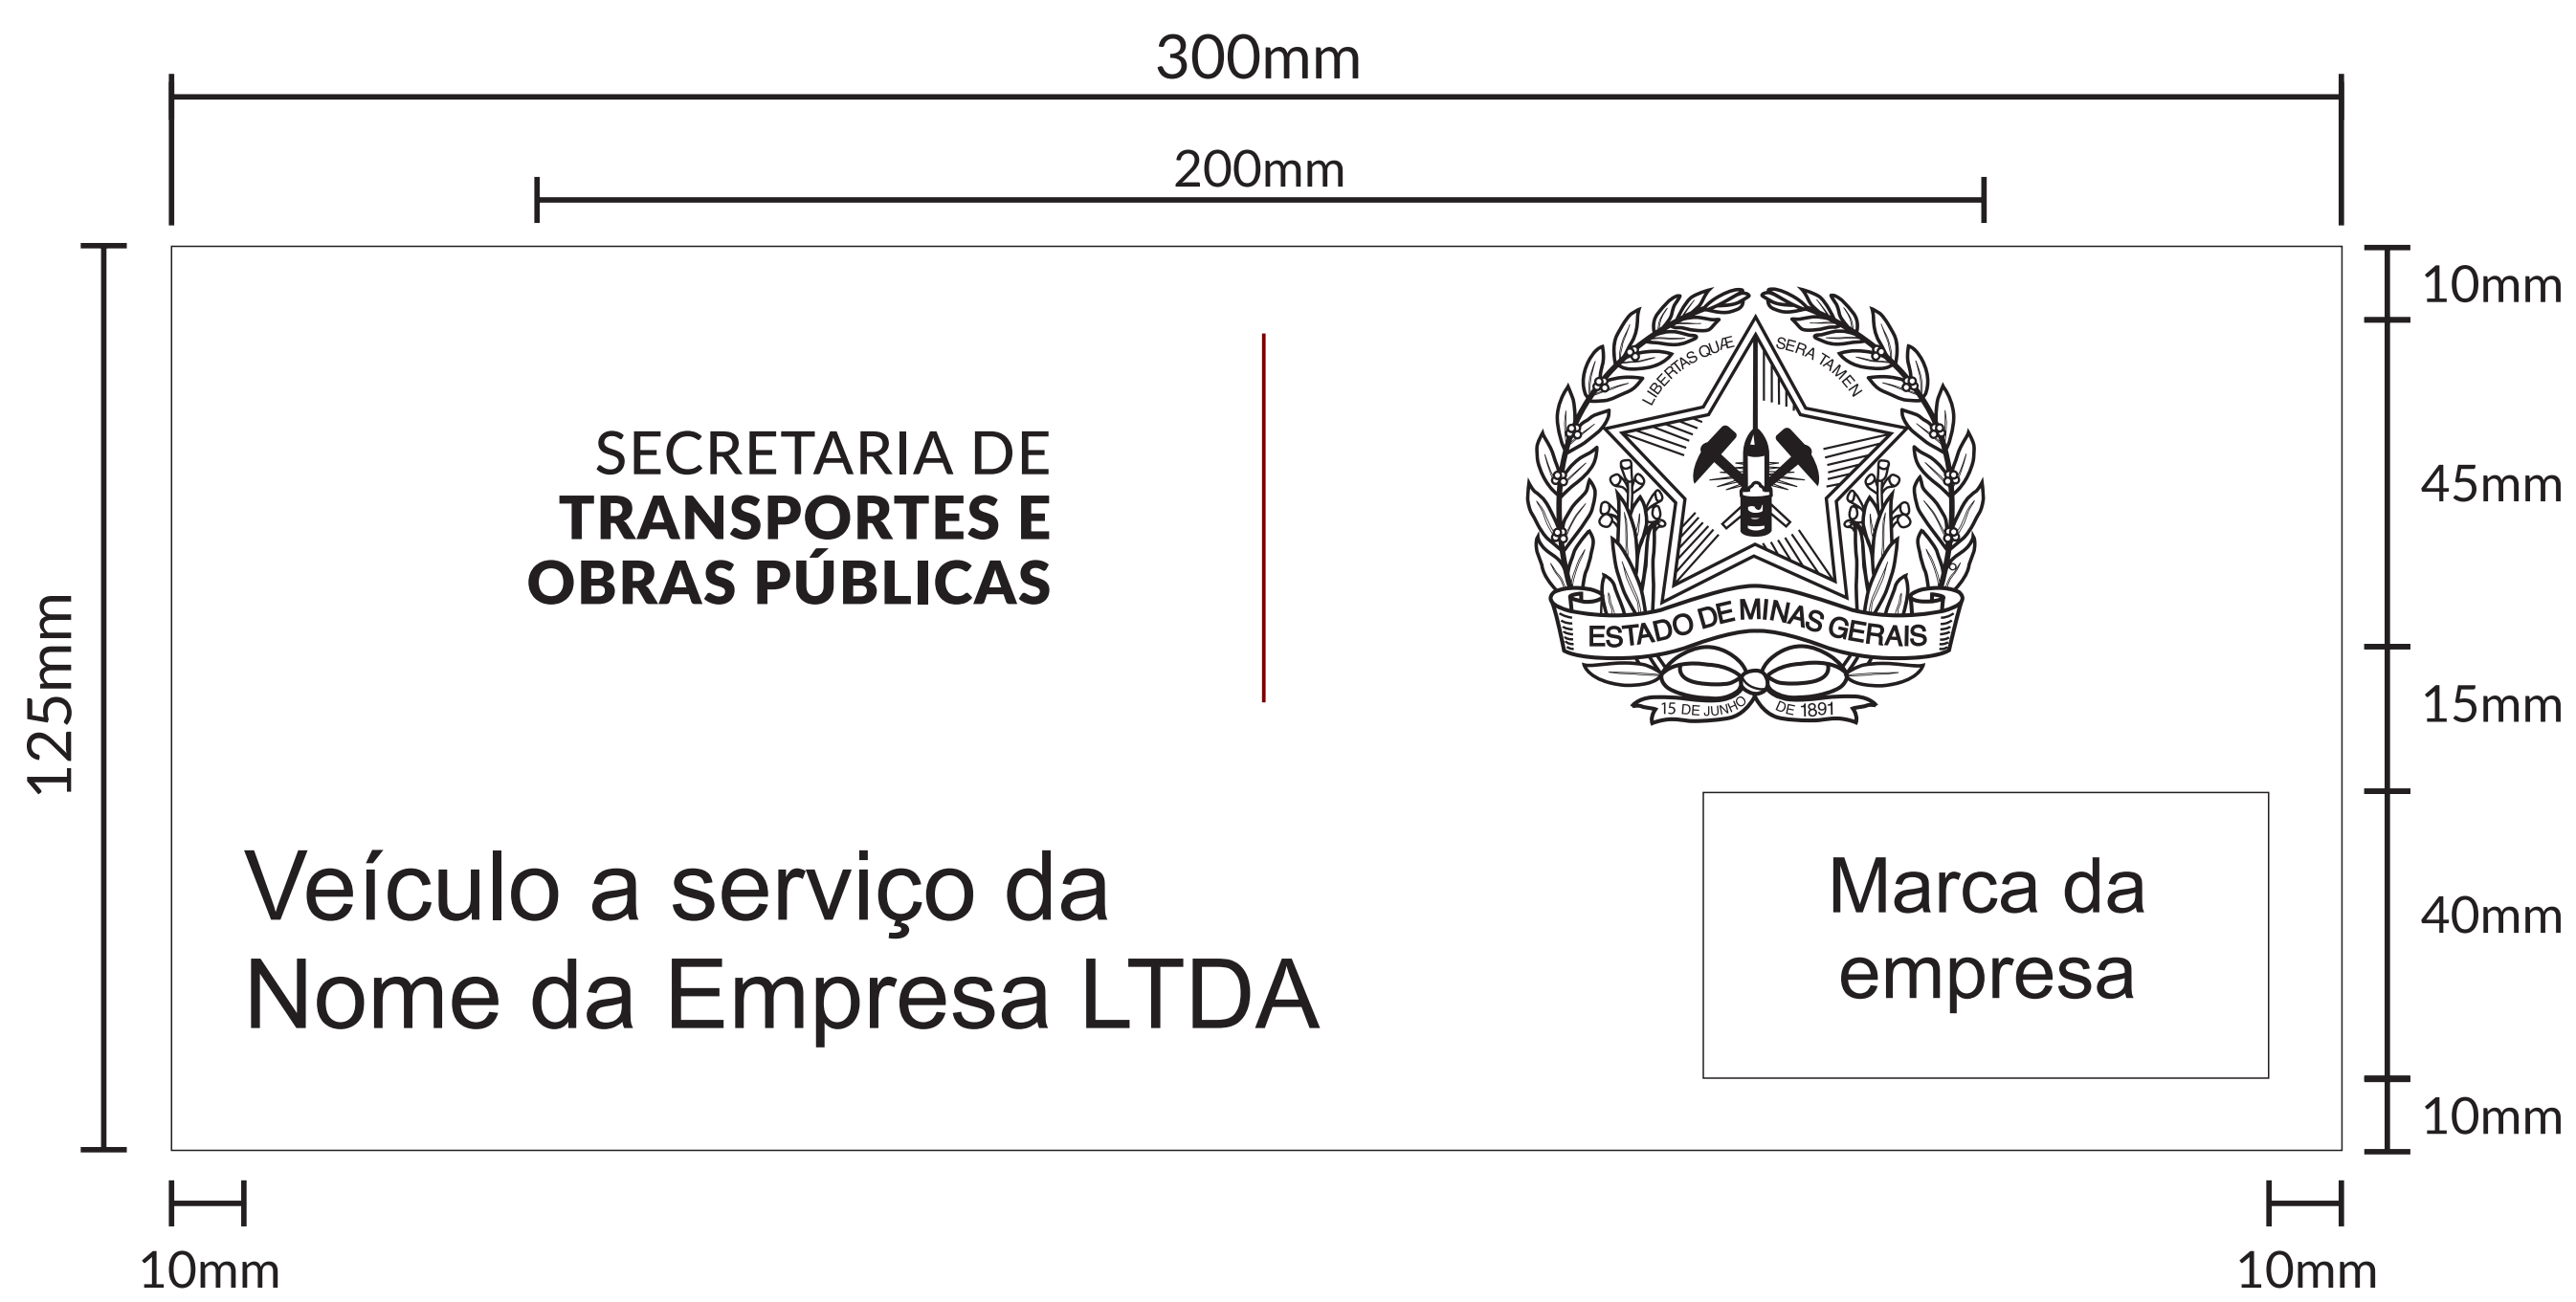 300mm
200mm
10mm
LIBERTAS QUÆ SERA TAMEN
SECRETARIA DE
TRANSPORTES E
OBRAS PÚBLICAS
45mm
ESTADO DE MINAS GERAIS
15 DE JUNHO DE 1891
15mm
125mm
Veículo a serviço da
Nome da Empresa LTDA
Marca da
empresa
40mm
10mm
10mm
10mm